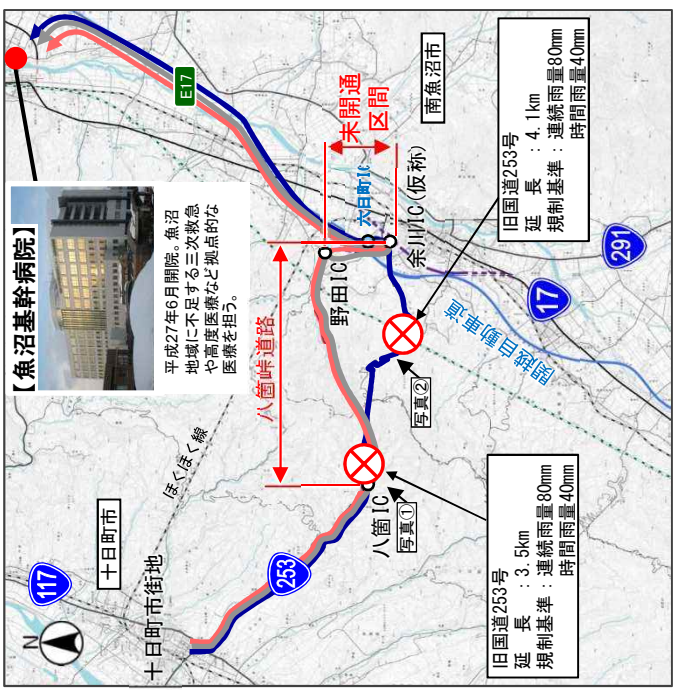 【魚沼基幹病院】
平成27年6月開院。魚沼
地域に不足する三次救急
や高度医療など拠点的な
医療を担う。
E17
未開通
区間
南魚沼市
六日町IC
余川IC(仮称)
野田IC
八箇峠道路
旧国道253号
延　長　：4.1km
規制基準：連続雨量80mm
時間雨量40mm
291
17
関越自動車道
写真②
ほくほく線
十日町市
117
十日町市街地
N
253
八箇IC
写真①
旧国道253号
延　長　：3.5km
規制基準：連続雨量80mm
時間雨量40mm